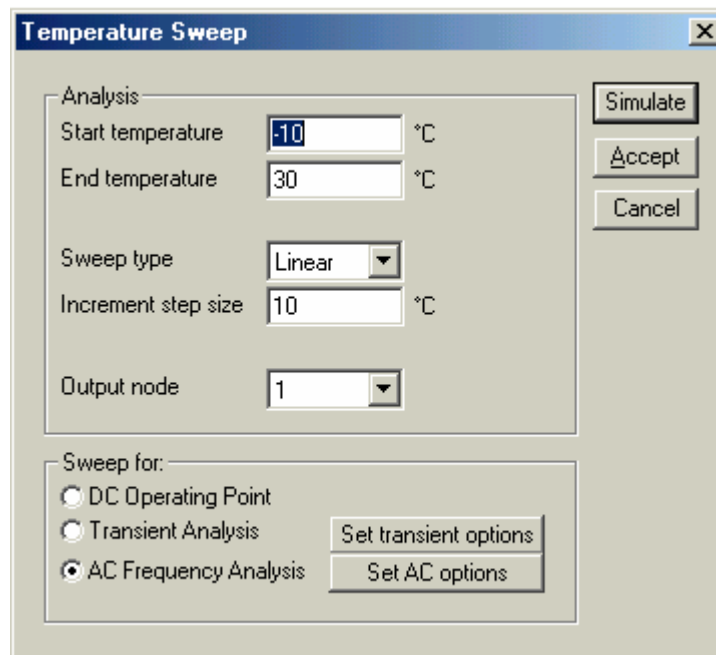 Temperature Sweep
Analysis
Start temperature -10 °C
End temperature 30 °C
Sweep type Linear
Increment step size 10 °C
Output node 1
Simulate
Accept
Cancel
Sweep for:
DC Operating Point
Transient Analysis Set transient options
AC Frequency Analysis Set AC options